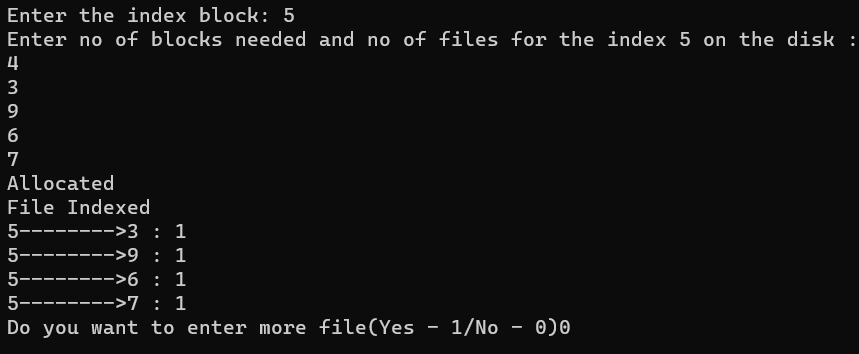 Enter the index block: 5
Enter no of blocks needed and no of files for the index 5 on the disk :
4
3
9
6
7
Allocated
File Indexed
5-------->3 : 1
5-------->9 : 1
5-------->6 : 1
5-------->7 : 1
Do you want to enter more file(Yes - 1/No - 0)0